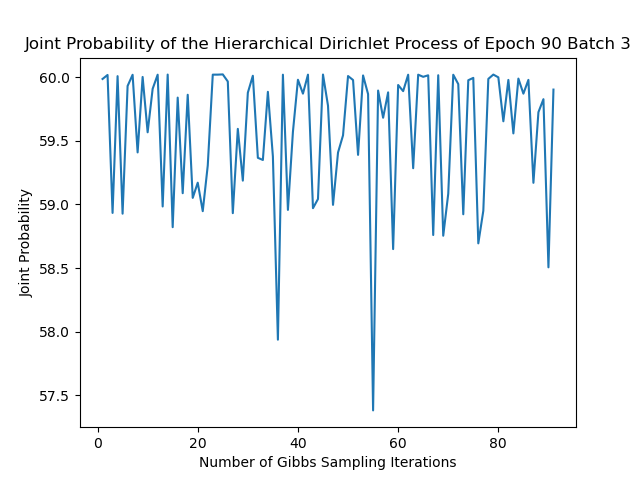 Joint Probability of the Hierarchical Dirichlet Process of Epoch 90 Batch 3
60.0
59.5
59.0
58.5
58.0
57.5
Joint Probability
0 20 40 60 80
Number of Gibbs Sampling Iterations